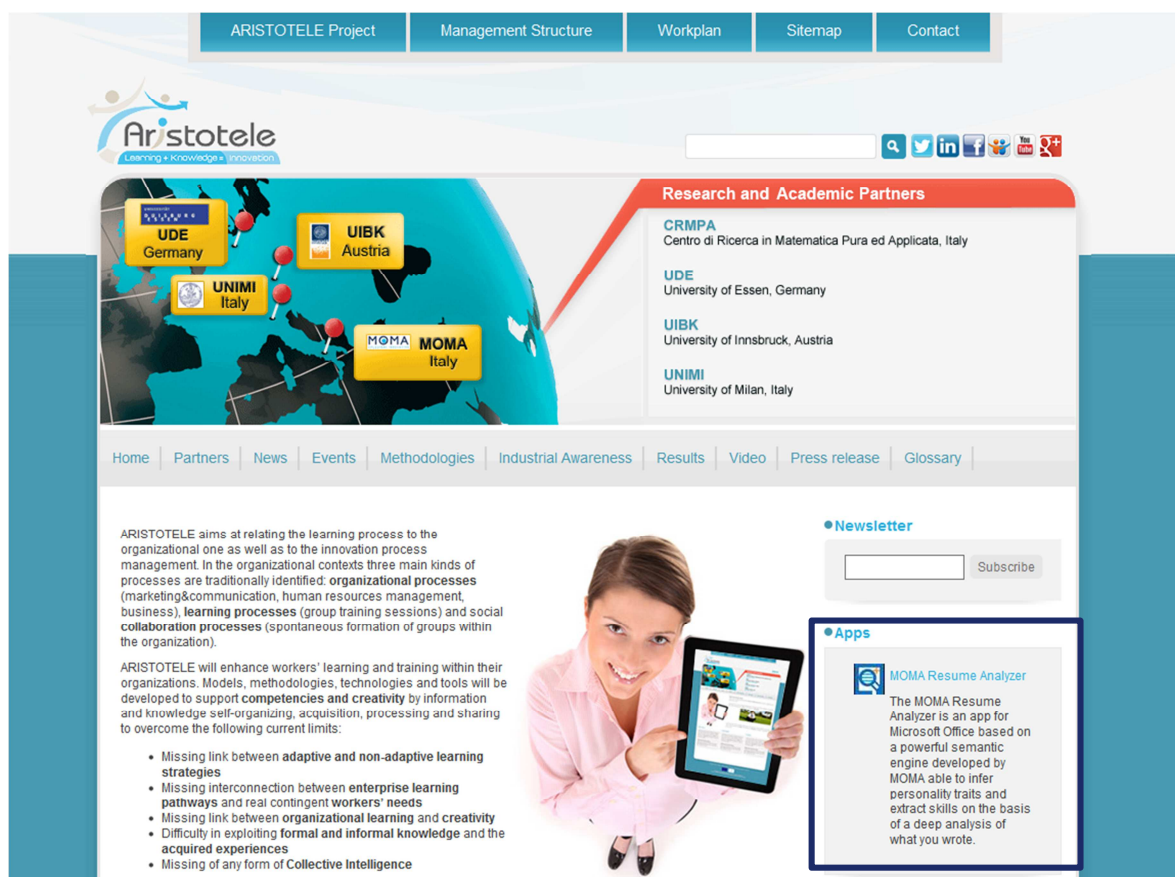 ARISTOTELE Project
Management Structure
Workplan
Sitemap
Contact
Aristotele
Learning + Knowledge = Innovation
You
Tube
Research and Academic Partners
CRMPA
Centro di Ricerca in Matematica Pura ed Applicata, Italy
UDE
University of Essen, Germany
UIBK
University of Innsbruck, Austria
UNIMI
University of Milan, Italy
UDE
Germany
UIBK
Austria
UNIMI
Italy
MOMA
MOMA
Italy
Home
Partners
News
Events
Methodologies
Industrial Awareness
Results
Video
Press release
Glossary
ARISTOTELE aims at relating the learning process to the
organizational one as well as to the innovation process
management. In the organizational contexts three main kinds of
processes are traditionally identified: organizational processes
(marketing&communication, human resources management,
business), learning processes (group training sessions) and social
collaboration processes (spontaneous formation of groups within
the organization).
ARISTOTELE will enhance workers' learning and training within their
organizations. Models, methodologies, technologies and tools will be
developed to support competencies and creativity by information
and knowledge self-organizing, acquisition, processing and sharing
to overcome the following current limits:
Missing link between adaptive and non-adaptive learning
strategies
Missing interconnection between enterprise learning
pathways and real contingent workers' needs
Missing link between organizational learning and creativity
Difficulty in exploiting formal and informal knowledge and the
acquired experiences
Missing of any form of Collective Intelligence
Newsletter
Subscribe
Apps
MOMA Resume Analyzer
The MOMA Resume
Analyzer is an app for
Microsoft Office based on
a powerful semantic
engine developed by
MOMA able to infer
personality traits and
extract skills on the basis
of a deep analysis of
what you wrote.